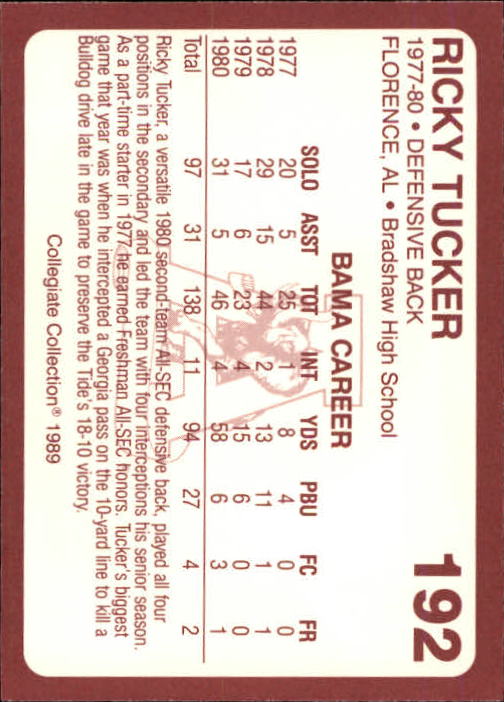 RICKY TUCKER 192
1977-80 • DEFENSIVE BACK
FLORENCE, AL • Bradshaw High School
BAMA CAREER
SOLO ASST TOT INT YDS PBU FC FR
1977 20 5 25 1 8 4 0 0
1978 29 15 44 2 13 11 1 1
1979 17 6 23 4 15 6 0 0
1980 31 5 46 4 58 6 3 1
Total 97 31 138 11 94 27 4 2
Ricky Tucker, a versatile 1980 second-team All-SEC defensive back, played all four
positions in the secondary and led the team with four interceptions his senior season.
As a part-time starter in 1977 he earned Freshman All-SEC honors. Tucker's biggest
game that year was when he intercepted a Georgia pass on the 10-yard line to kill a
Bulldog drive late in the game to preserve the Tide's 18-10 victory.
Collegiate Collection® 1989